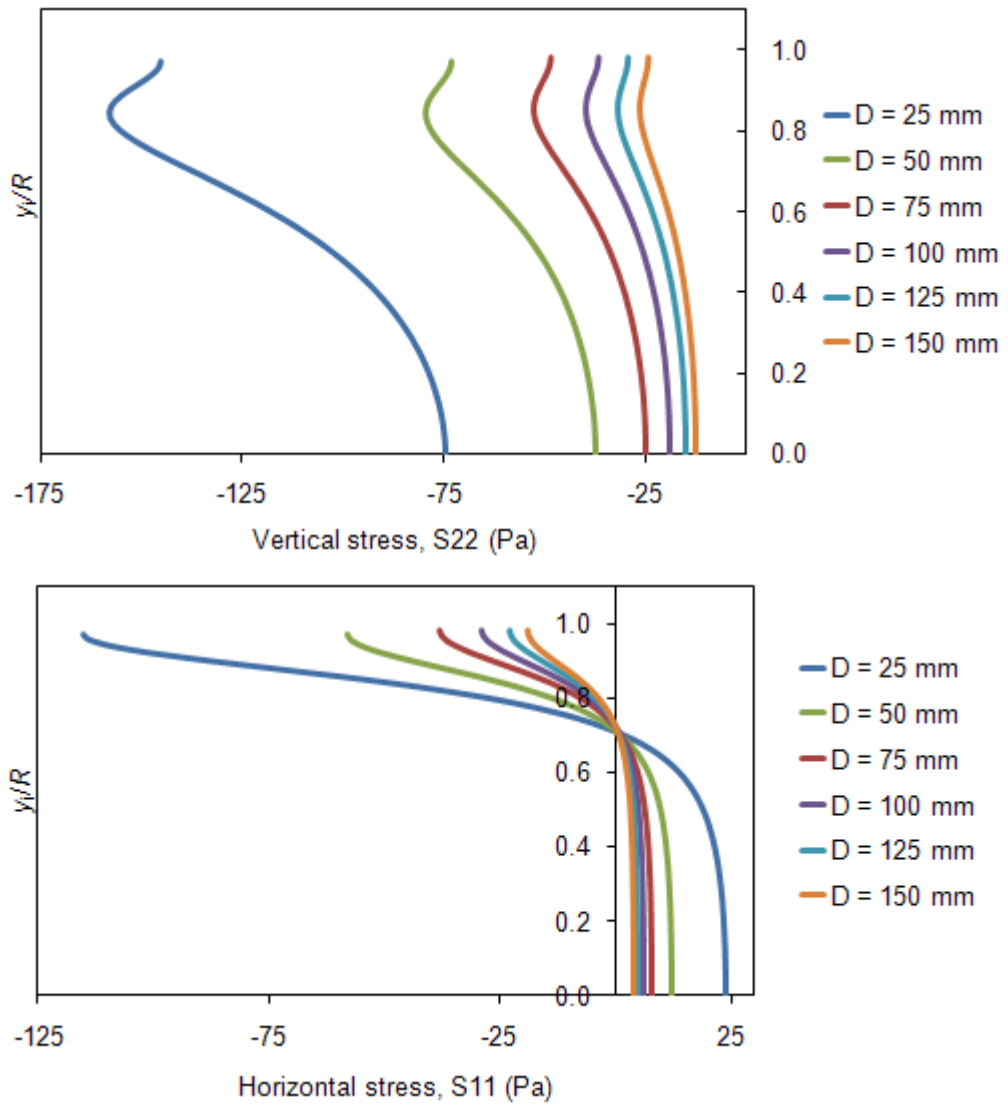 1.0
0.8
0.6
0.4
0.2
0.0
yᵢ/R
-175
-125
-75
-25
Vertical stress, S22 (Pa)
D = 25 mm
D = 50 mm
D = 75 mm
D = 100 mm
D = 125 mm
D = 150 mm
1.0
0.8
0.6
0.4
0.2
0.0
yᵢ/R
-125
-75
-25
25
Horizontal stress, S11 (Pa)
D = 25 mm
D = 50 mm
D = 75 mm
D = 100 mm
D = 125 mm
D = 150 mm